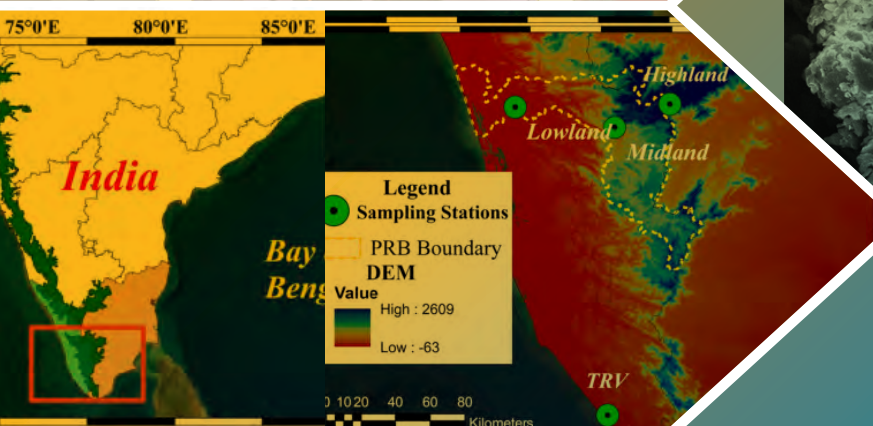 75°0'E 80°0'E 85°0'E
India
Bay
Beng
Highland
Lowland
Midland
Legend
Sampling Stations
PRB Boundary
DEM
Value
High : 2609
Low : -63
TRV
0 10 20 40 60 80
Kilometers